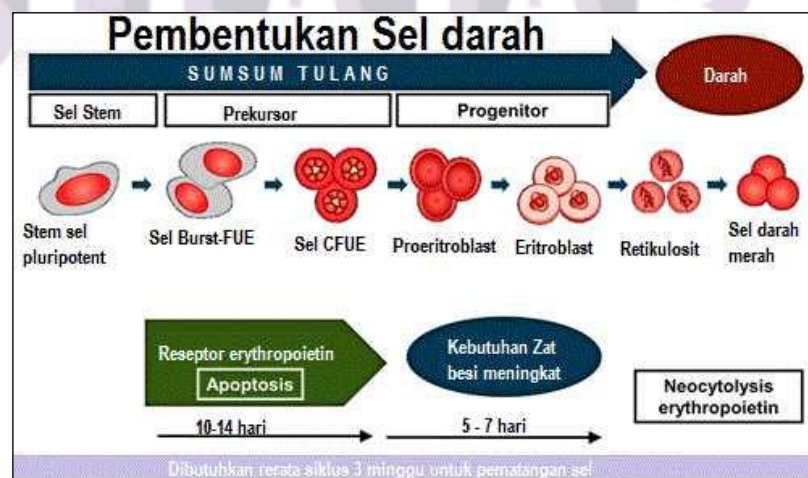 Pembentukan Sel darah
SUMSUM TULANG
Darah
Sel Stem
Prekursor
Progenitor
Stem sel
pluripotent
Sel Burst-FUE
Sel CFUE
Proeritroblast
Eritroblast
Retikulosit
Sel darah
merah
Reseptor erythropoietin
Apoptosis
Kebutuhan Zat
besi meningkat
Neocytolysis
erythropoietin
10-14 hari
5 - 7 hari
Dibutuhkan rerata siklus 3 minggu untuk pematangan sel